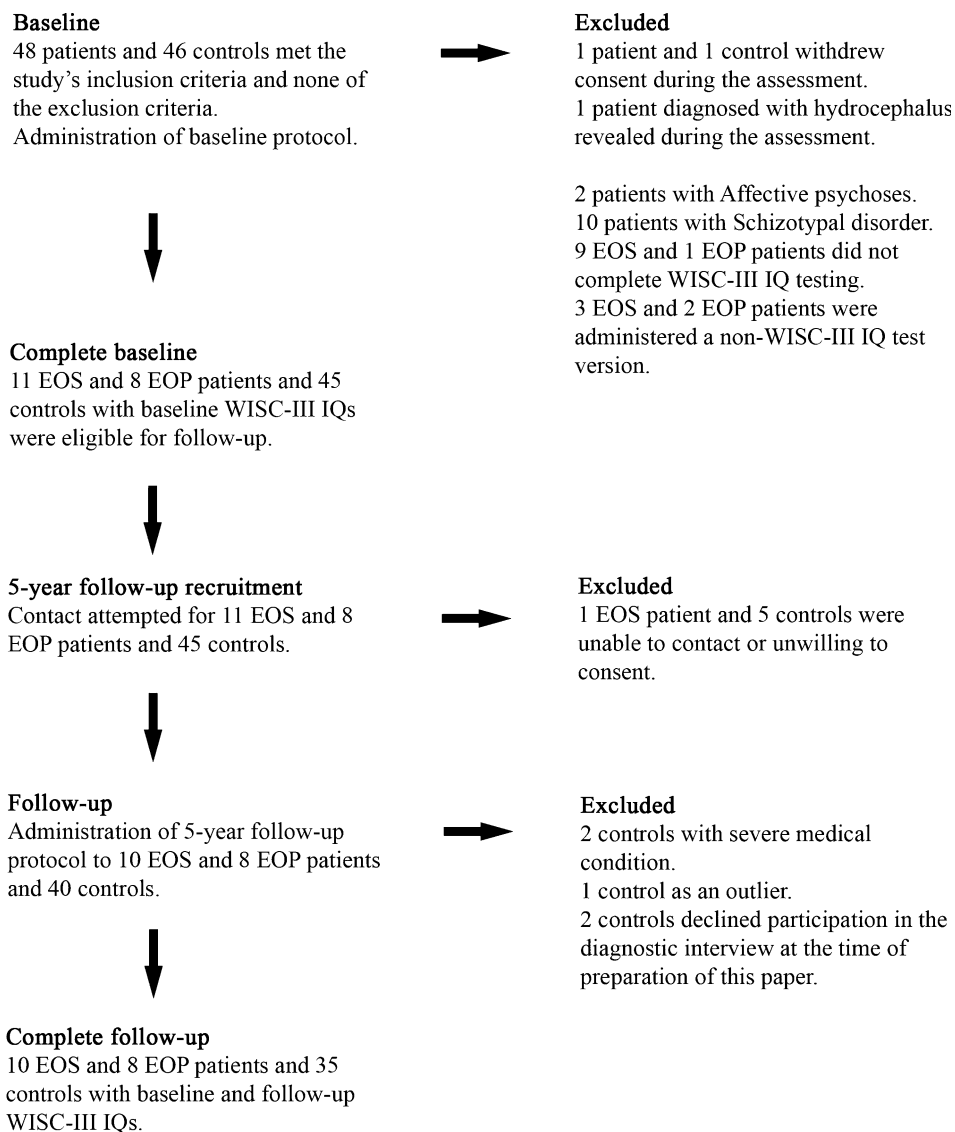 Baseline
48 patients and 46 controls met the
study's inclusion criteria and none of
the exclusion criteria.
Administration of baseline protocol.
Excluded
1 patient and 1 control withdrew
consent during the assessment.
1 patient diagnosed with hydrocephalus
revealed during the assessment.
2 patients with Affective psychoses.
10 patients with Schizotypal disorder.
9 EOS and 1 EOP patients did not
complete WISC-III IQ testing.
3 EOS and 2 EOP patients were
administered a non-WISC-III IQ test
version.
Complete baseline
11 EOS and 8 EOP patients and 45
controls with baseline WISC-III IQs
were eligible for follow-up.
5-year follow-up recruitment
Contact attempted for 11 EOS and 8
EOP patients and 45 controls.
Excluded
1 EOS patient and 5 controls were
unable to contact or unwilling to
consent.
Follow-up
Administration of 5-year follow-up
protocol to 10 EOS and 8 EOP patients
and 40 controls.
Excluded
2 controls with severe medical
condition.
1 control as an outlier.
2 controls declined participation in the
diagnostic interview at the time of
preparation of this paper.
Complete follow-up
10 EOS and 8 EOP patients and 35
controls with baseline and follow-up
WISC-III IQs.